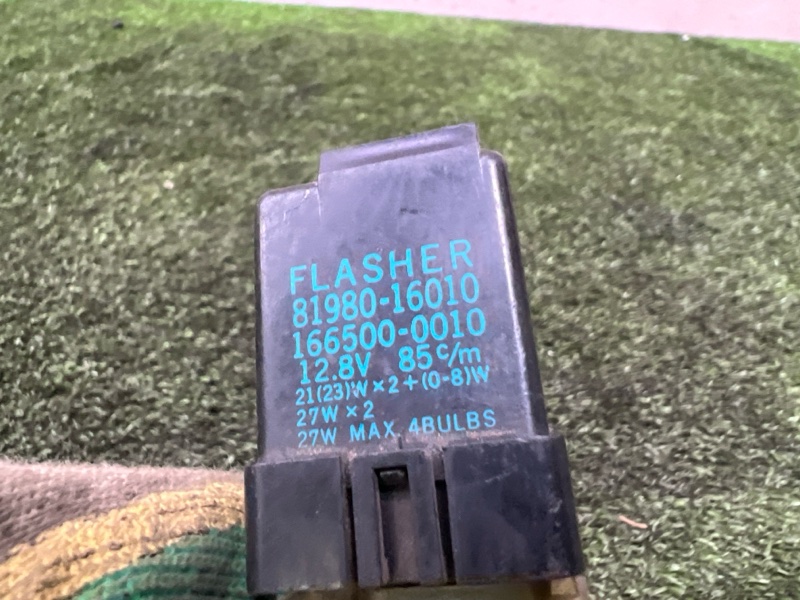 FLASHER
81980-16010
166500-0010
12.8V 85c/m
21(23)W×2+(0-8)W
27W×2
27W MAX. 4BULBS